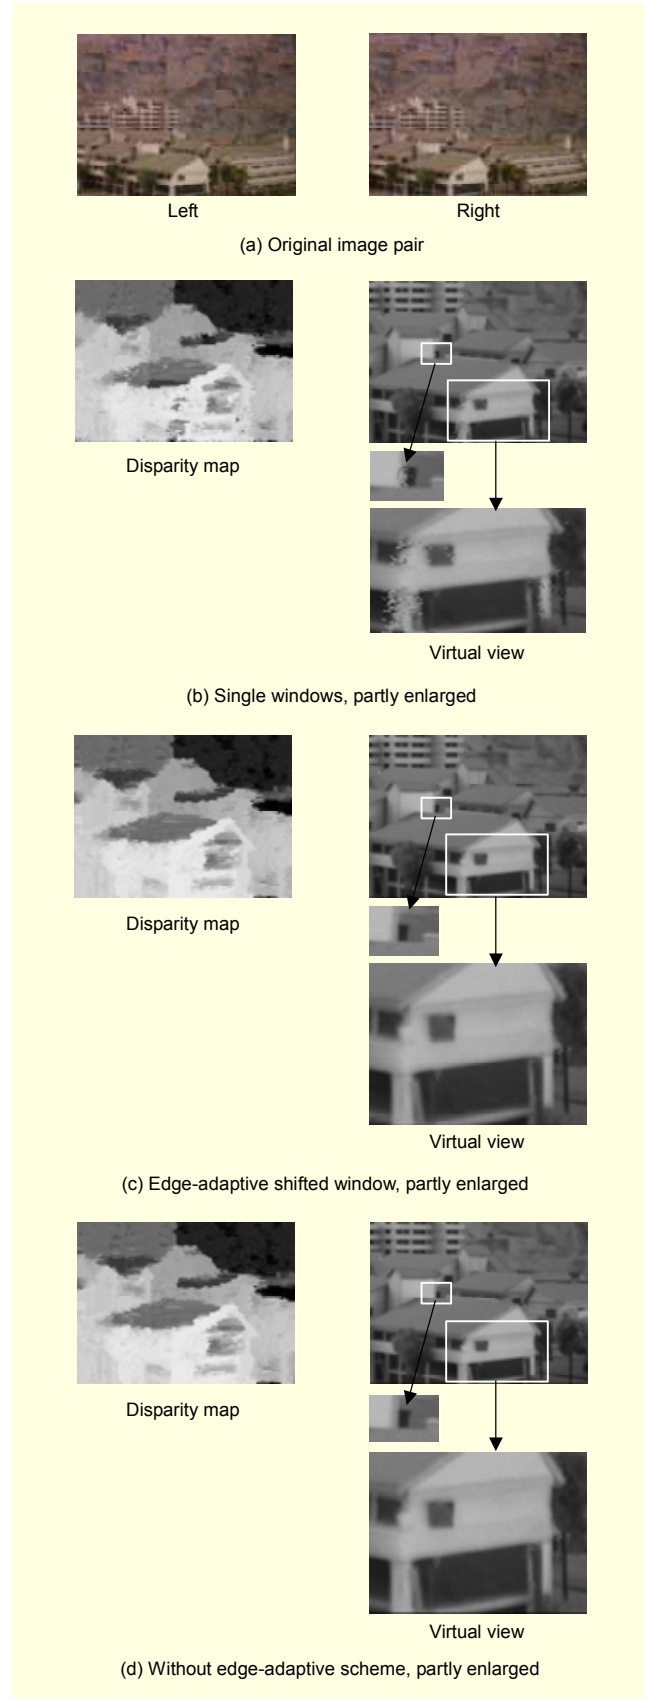 Left
Right
(a) Original image pair
Disparity map
Virtual view
(b) Single windows, partly enlarged
Disparity map
Virtual view
(c) Edge-adaptive shifted window, partly enlarged
Disparity map
Virtual view
(d) Without edge-adaptive scheme, partly enlarged